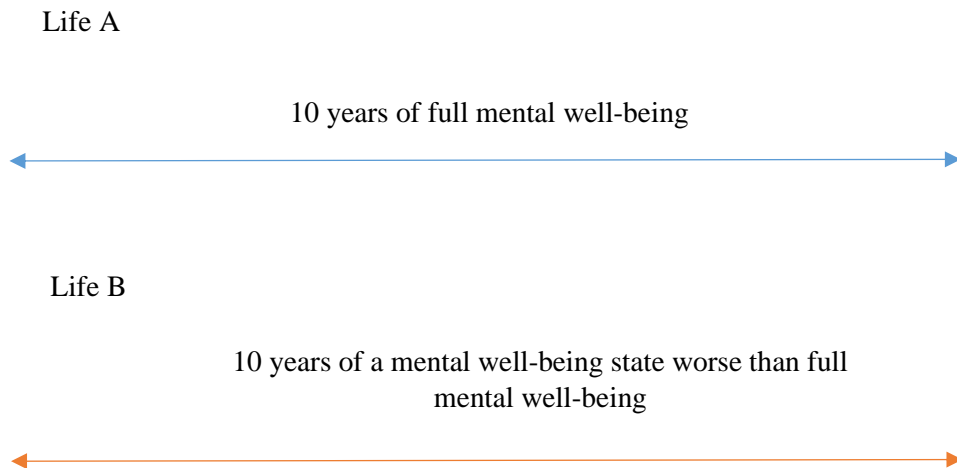 Life A
10 years of full mental well-being
Life B
10 years of a mental well-being state worse than full
mental well-being